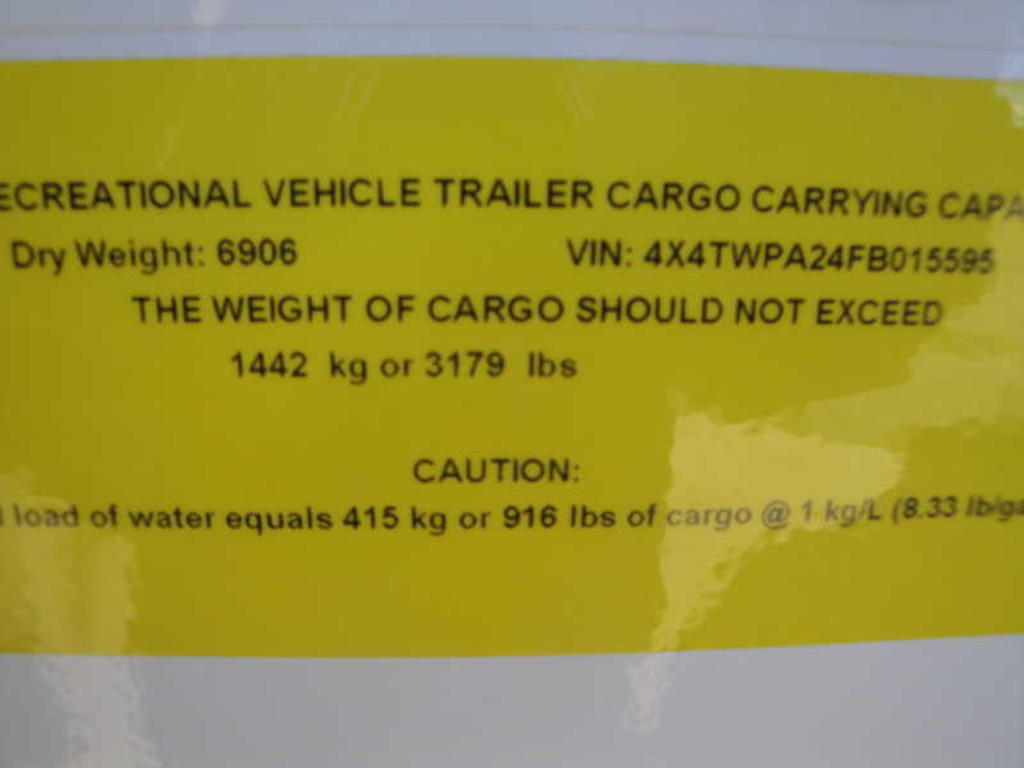 ECREATIONAL VEHICLE TRAILER CARGO CARRYING CAPA
Dry Weight: 6906 VIN: 4X4TWPA24FB015595
THE WEIGHT OF CARGO SHOULD NOT EXCEED
1442 kg or 3179 lbs
CAUTION:
load of water equals 415 kg or 916 lbs of cargo @ 1 kg/L (8.33 lb/ga